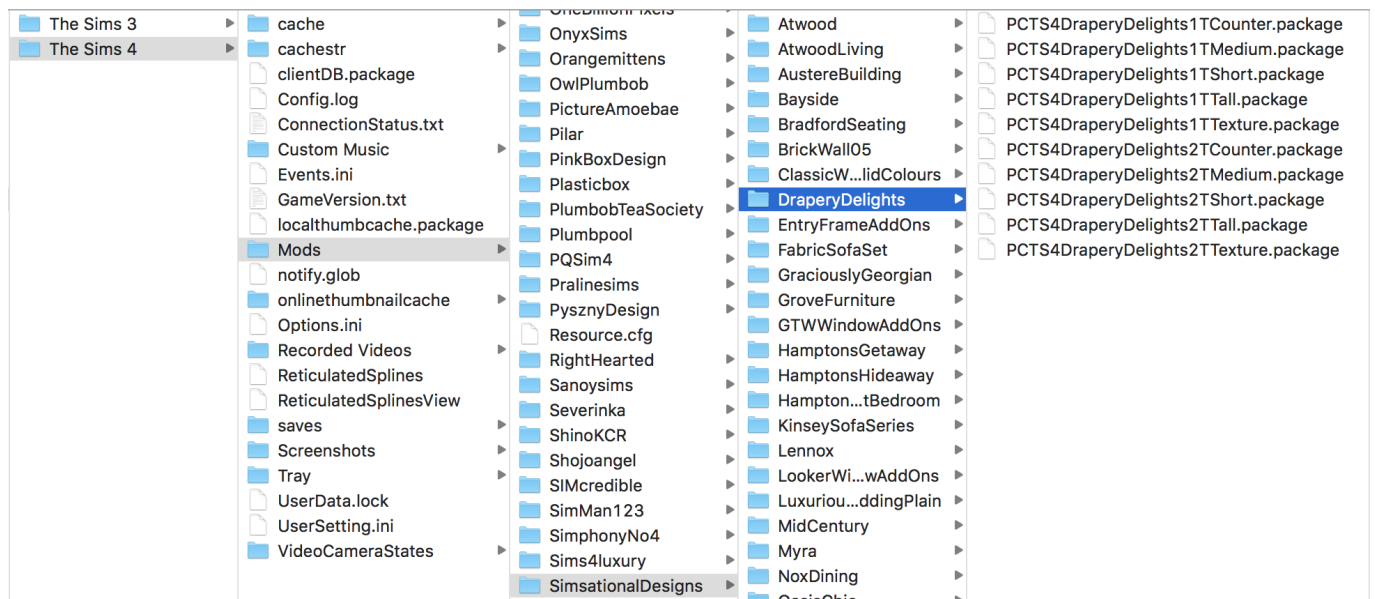 The Sims 3
The Sims 4
cache
cachestr
clientDB.package
Config.log
ConnectionStatus.txt
Custom Music
Events.ini
GameVersion.txt
localthumbcache.package
Mods
notify.glob
onlinethumbnailcache
Options.ini
Recorded Videos
ReticulatedSplines
ReticulatedSplinesView
saves
Screenshots
Tray
UserData.lock
UserSetting.ini
VideoCameraStates
OnyxSims
Orangemittens
OwlPlumbob
PictureAmoebae
Pilar
PinkBoxDesign
Plasticbox
PlumbobTeaSociety
Plumbpool
PQSim4
Pralinesims
PysznyDesign
Resource.cfg
RightHearted
Sanoysims
Severinka
ShinoKCR
Shojoangel
SIMcredible
SimMan123
SimphonyNo4
Sims4luxury
SimsationalDesigns
Atwood
AtwoodLiving
AustereBuilding
Bayside
BradfordSeating
BrickWall05
ClassicW...lidColours
DraperyDelights
EntryFrameAddOns
FabricSofaSet
GraciouslyGeorgian
GroveFurniture
GTWWindowAddOns
HamptonsGetaway
HamptonsHideaway
Hampton...tBedroom
KinseySofaSeries
Lennox
LookerWi...wAddOns
Luxuriou...ddingPlain
MidCentury
Myra
NoxDining
PCTS4DraperyDelights1TCounter.package
PCTS4DraperyDelights1TMedium.package
PCTS4DraperyDelights1TShort.package
PCTS4DraperyDelights1TTall.package
PCTS4DraperyDelights1TTexture.package
PCTS4DraperyDelights2TCounter.package
PCTS4DraperyDelights2TMedium.package
PCTS4DraperyDelights2TShort.package
PCTS4DraperyDelights2TTall.package
PCTS4DraperyDelights2TTexture.package